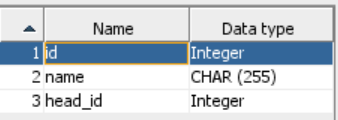 Name Data type
1 id Integer
2 name CHAR (255)
3 head_id Integer